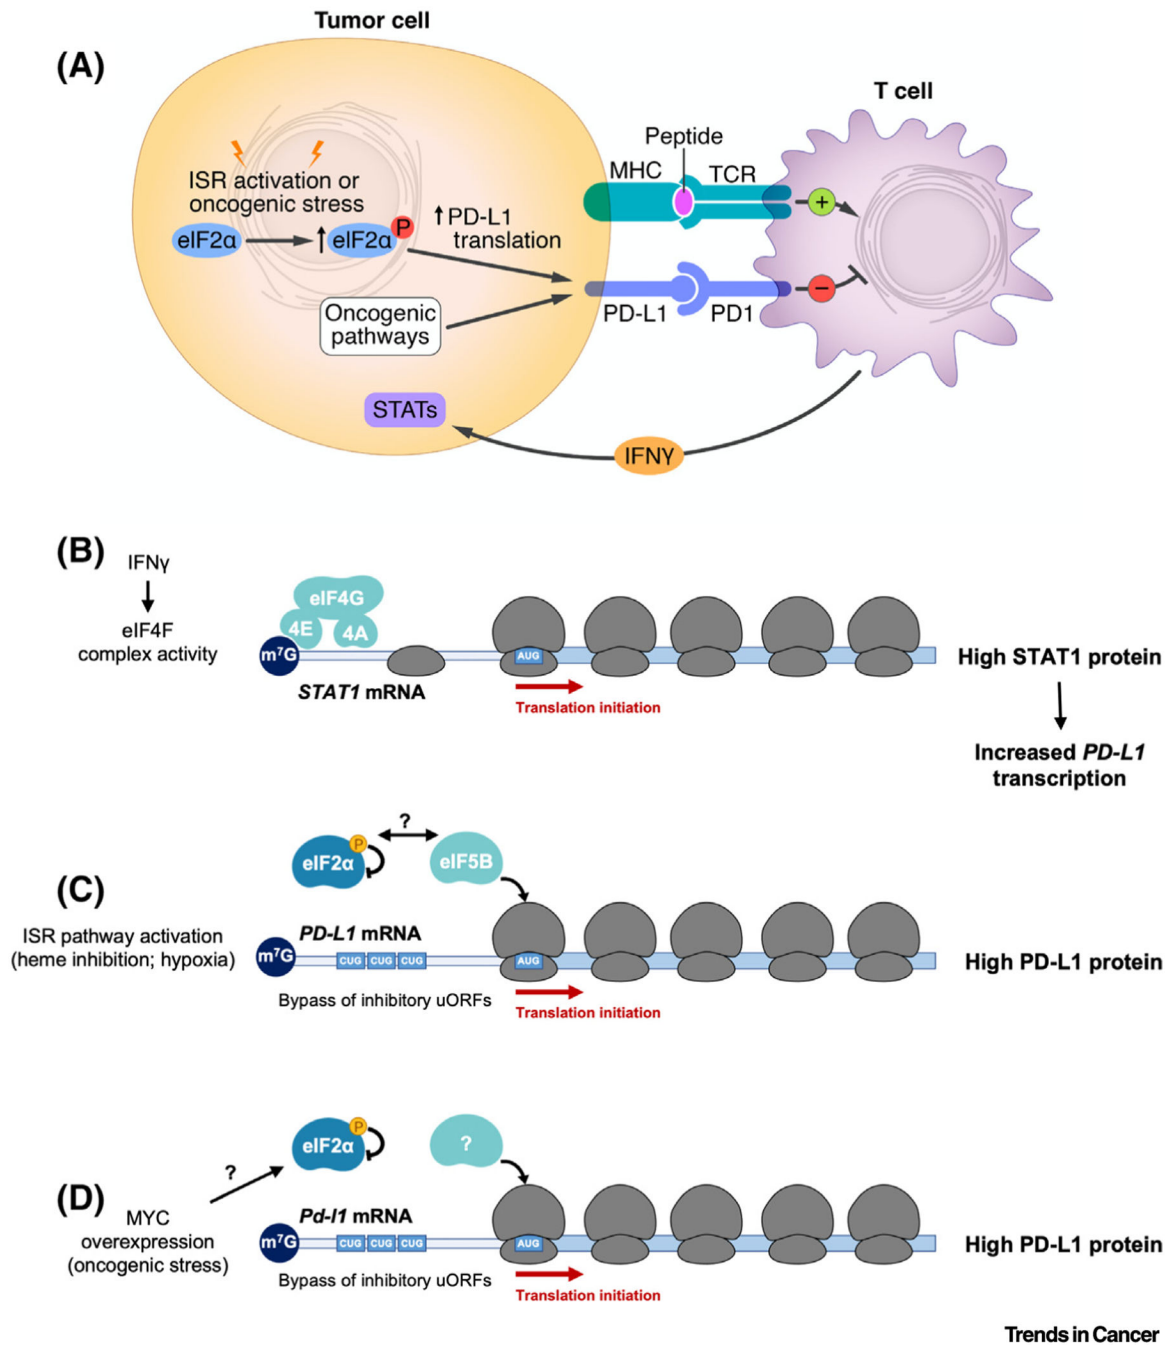 Tumor cell
(A)
T cell
Peptide
MHC
TCR
ISR activation or
oncogenic stress
eIF2α
↑ eIF2α
P
↑PD-L1
translation
+
Oncogenic
pathways
PD-L1
PD1
−
STATs
IFNγ
(B)
IFNγ
eIF4F
complex activity
eIF4G
4E
4A
m⁷G
AUG
STAT1 mRNA
Translation initiation
High STAT1 protein
Increased PD-L1
transcription
(C)
ISR pathway activation
(heme inhibition; hypoxia)
?
P
eIF2α
eIF5B
PD-L1 mRNA
m⁷G
CUG CUG CUG
AUG
Bypass of inhibitory uORFs
Translation initiation
High PD-L1 protein
(D)
MYC
overexpression
(oncogenic stress)
?
P
eIF2α
?
Pd-l1 mRNA
m⁷G
CUG CUG CUG
AUG
Bypass of inhibitory uORFs
Translation initiation
High PD-L1 protein
Trends in Cancer